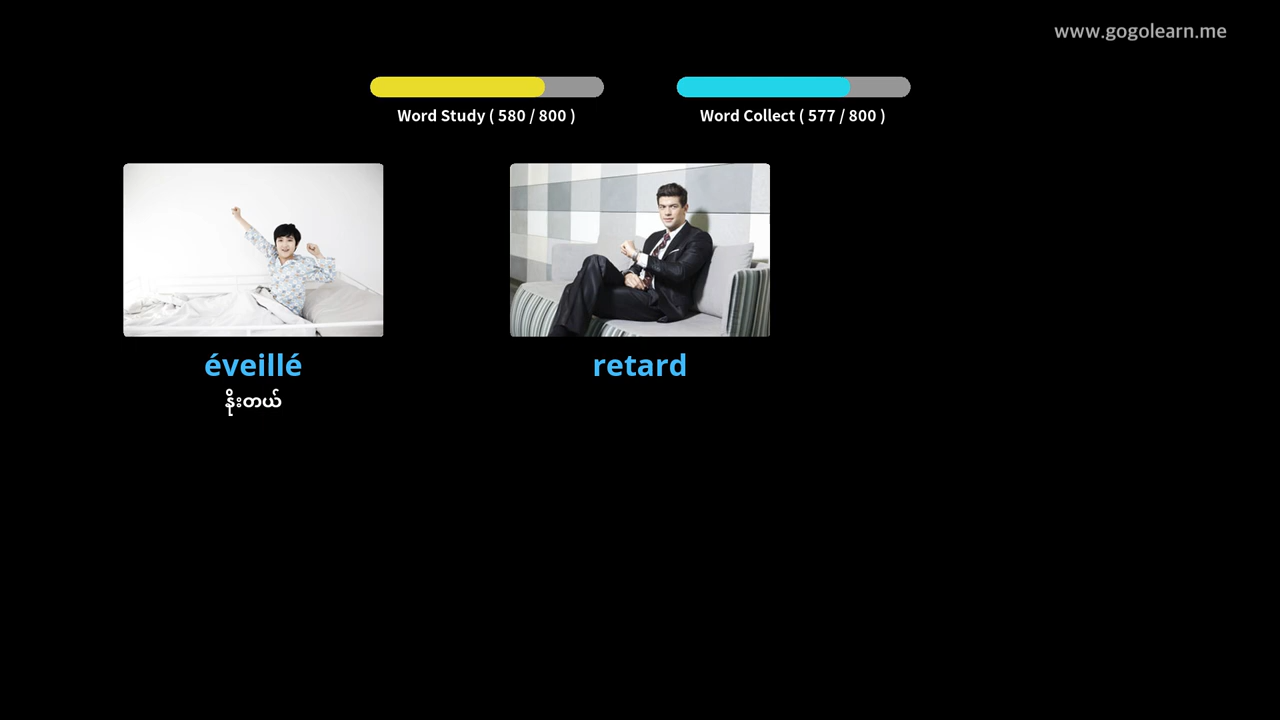 www.gogolearn.me
Word Study ( 580 / 800 )
Word Collect ( 577 / 800 )
éveillé
retard
နိုးတယ်